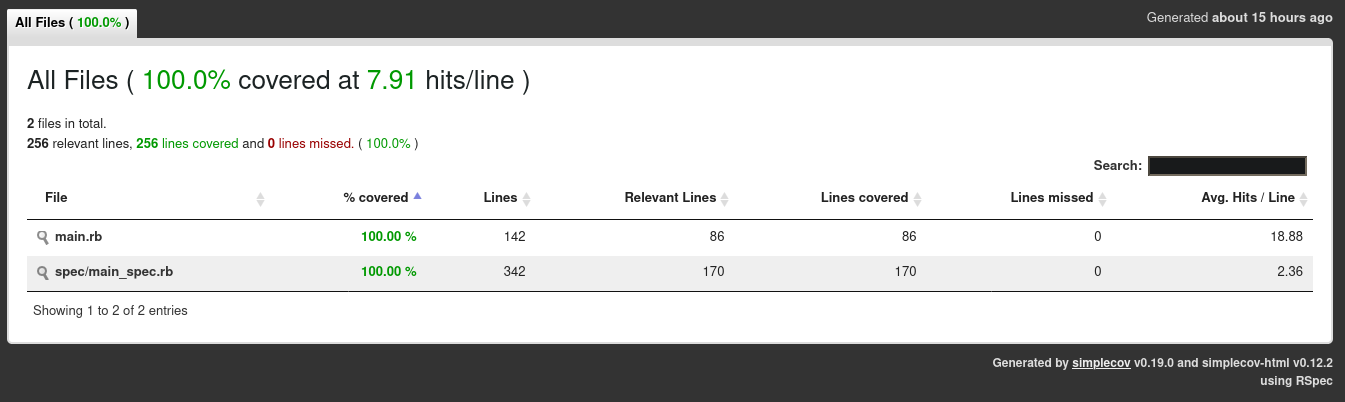 All Files ( 100.0% )
Generated about 15 hours ago
All Files ( 100.0% covered at 7.91 hits/line )
2 files in total.
256 relevant lines, 256 lines covered and 0 lines missed. ( 100.0% )
Search:
File % covered Lines Relevant Lines Lines covered Lines missed Avg. Hits / Line
main.rb 100.00 % 142 86 86 0 18.88
spec/main_spec.rb 100.00 % 342 170 170 0 2.36
Showing 1 to 2 of 2 entries
Generated by simplecov v0.19.0 and simplecov-html v0.12.2
using RSpec